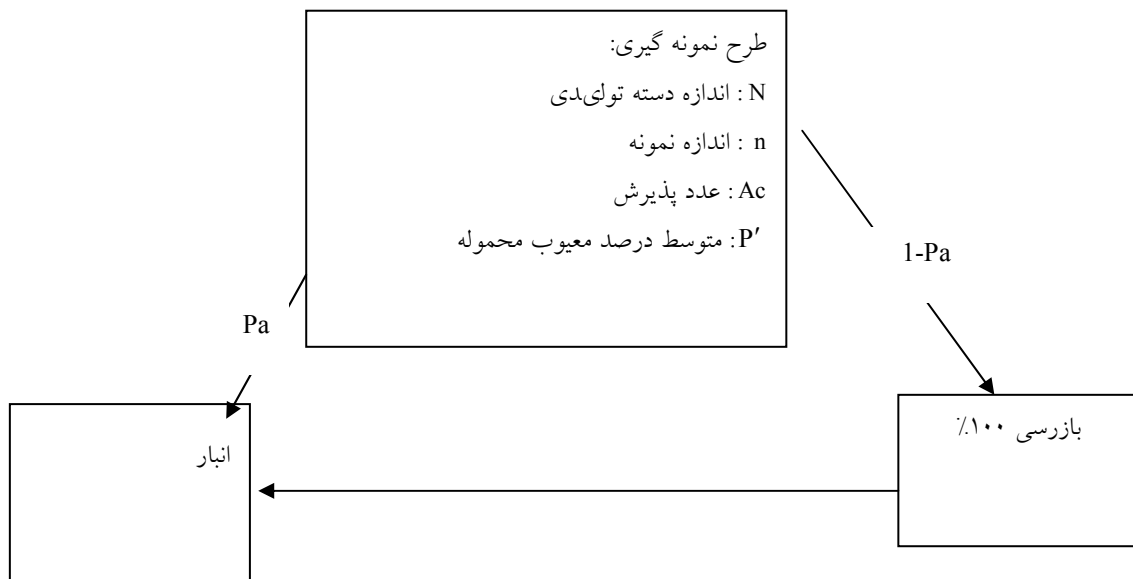 طرح نمونه گیری:
N : اندازه دسته تولیدی
n : اندازه نمونه
Ac : عدد پذیرش
P′: متوسط درصد معیوب محموله
1-Pa
Pa
بازرسی ۱۰۰٪
انبار